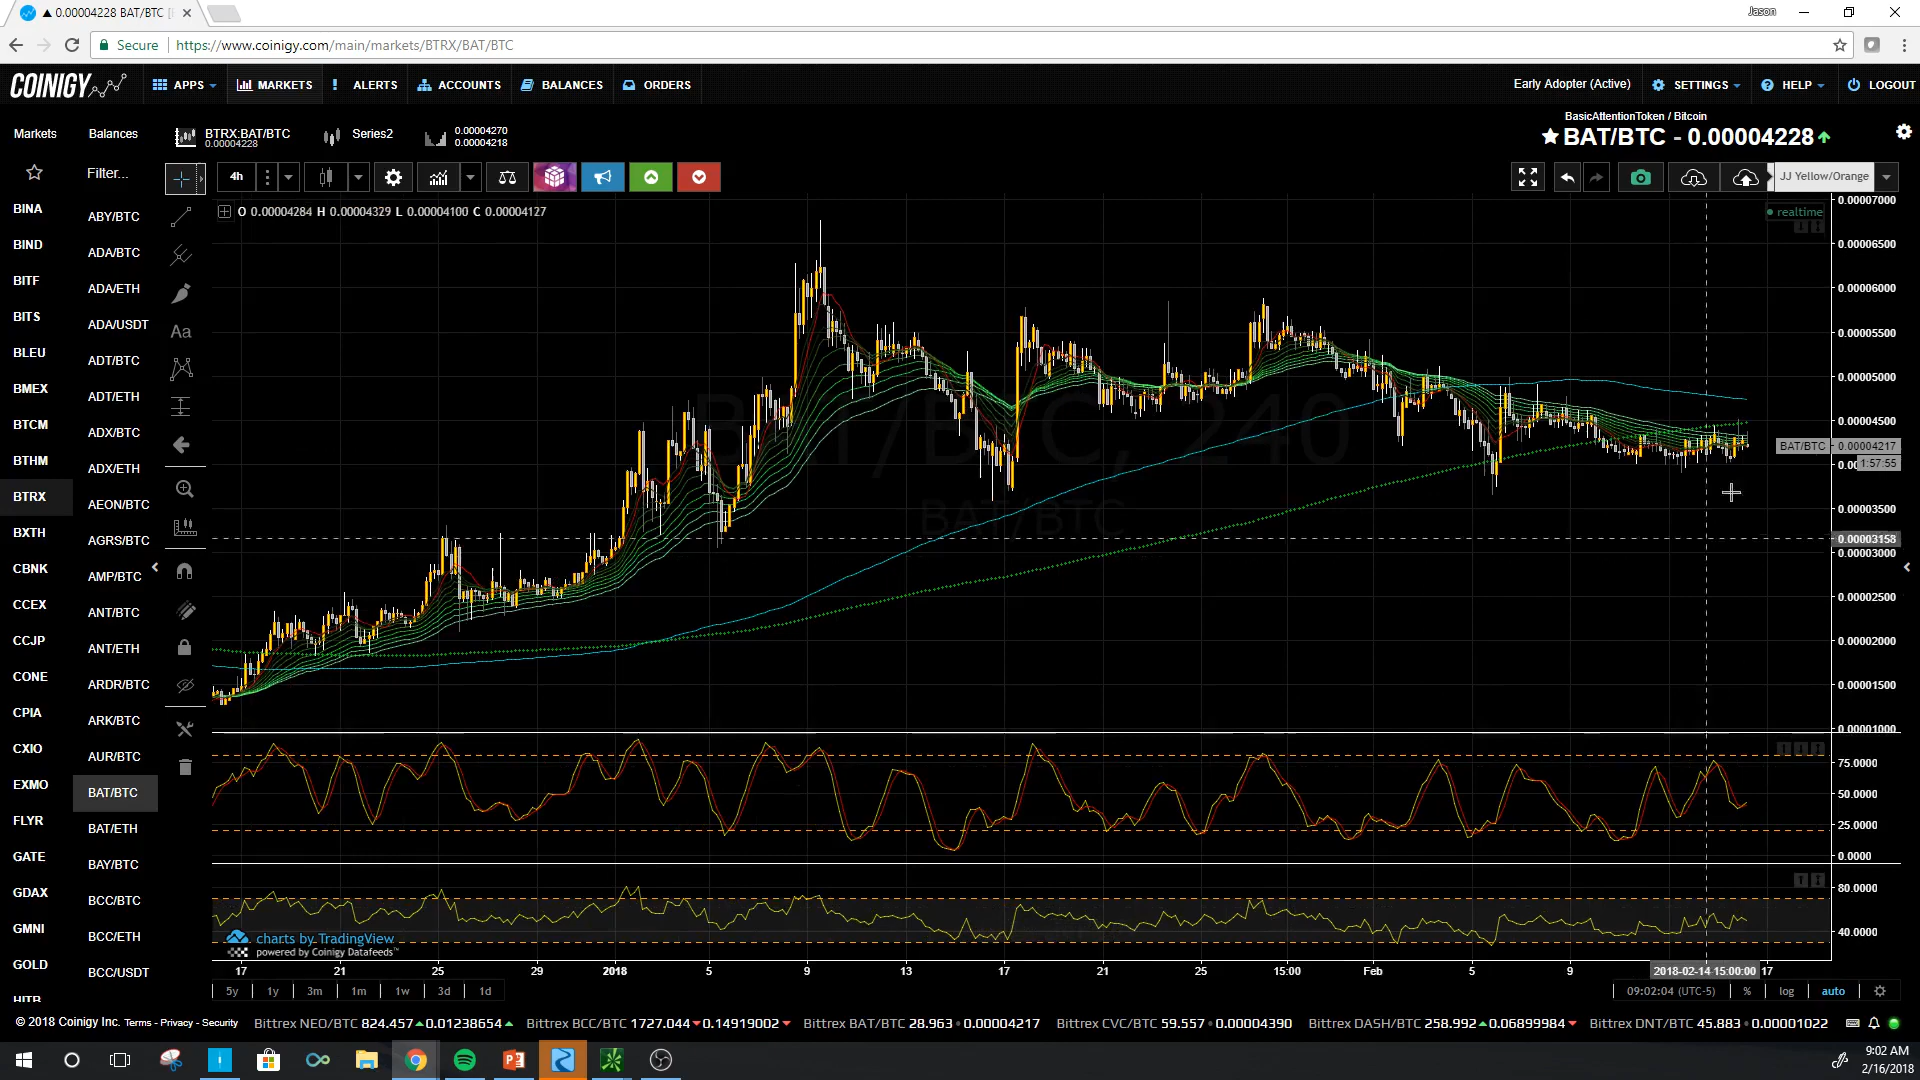 ▲ 0.00004228 BAT/BTC [
Jason
Secure
https://www.coinigy.com/main/markets/BTRX/BAT/BTC
COINIGY
APPS
MARKETS
! ALERTS
ACCOUNTS
BALANCES
ORDERS
Early Adopter (Active)
SETTINGS
HELP
LOGOUT
Markets
Balances
BTRX:BAT/BTC
0.00004228
Series2
0.00004270
0.00004218
BasicAttentionToken / Bitcoin
BAT/BTC - 0.00004228
Filter...
4h
JJ Yellow/Orange
O 0.00004284 H 0.00004329 L 0.00004100 C 0.00004127
realtime
BINA
BIND
BITF
BITS
BLEU
BMEX
BTCM
BTHM
BTRX
BXTH
CBNK
CCEX
CCJP
CONE
CPIA
CXIO
EXMO
FLYR
GATE
GDAX
GMNI
GOLD
HITB
ABY/BTC
ADA/BTC
ADA/ETH
ADA/USDT
ADT/BTC
ADT/ETH
ADX/BTC
ADX/ETH
AEON/BTC
AGRS/BTC
AMP/BTC
ANT/BTC
ANT/ETH
ARDR/BTC
ARK/BTC
AUR/BTC
BAT/BTC
BAT/ETH
BAY/BTC
BCC/BTC
BCC/ETH
BCC/USDT
Aa
BAT/BTC, 240
BAT/BTC
0.00007000
0.00006500
0.00006000
0.00005500
0.00005000
0.00004500
BAT/BTC 0.00004217
1:57:55
0.00003500
0.00003158
0.00003000
0.00002500
0.00002000
0.00001500
0.00001000
75.0000
50.0000
25.0000
0.0000
80.0000
40.0000
charts by TradingView
powered by Coinigy Datafeeds™
17
21
25
29
2018
5
9
13
17
21
25
15:00
Feb
5
9
2018-02-14 15:00:00
17
5y
1y
3m
1m
1w
3d
1d
09:02:04 (UTC-5)
%
log
auto
© 2018 Coinigy Inc. Terms - Privacy - Security
Bittrex NEO/BTC 824.457 0.01238654
Bittrex BCC/BTC 1727.044 0.14919002
Bittrex BAT/BTC 28.963 0.00004217
Bittrex CVC/BTC 59.557 0.00004390
Bittrex DASH/BTC 258.992 0.06899984
Bittrex DNT/BTC 45.883 0.00001022
9:02 AM
2/16/2018